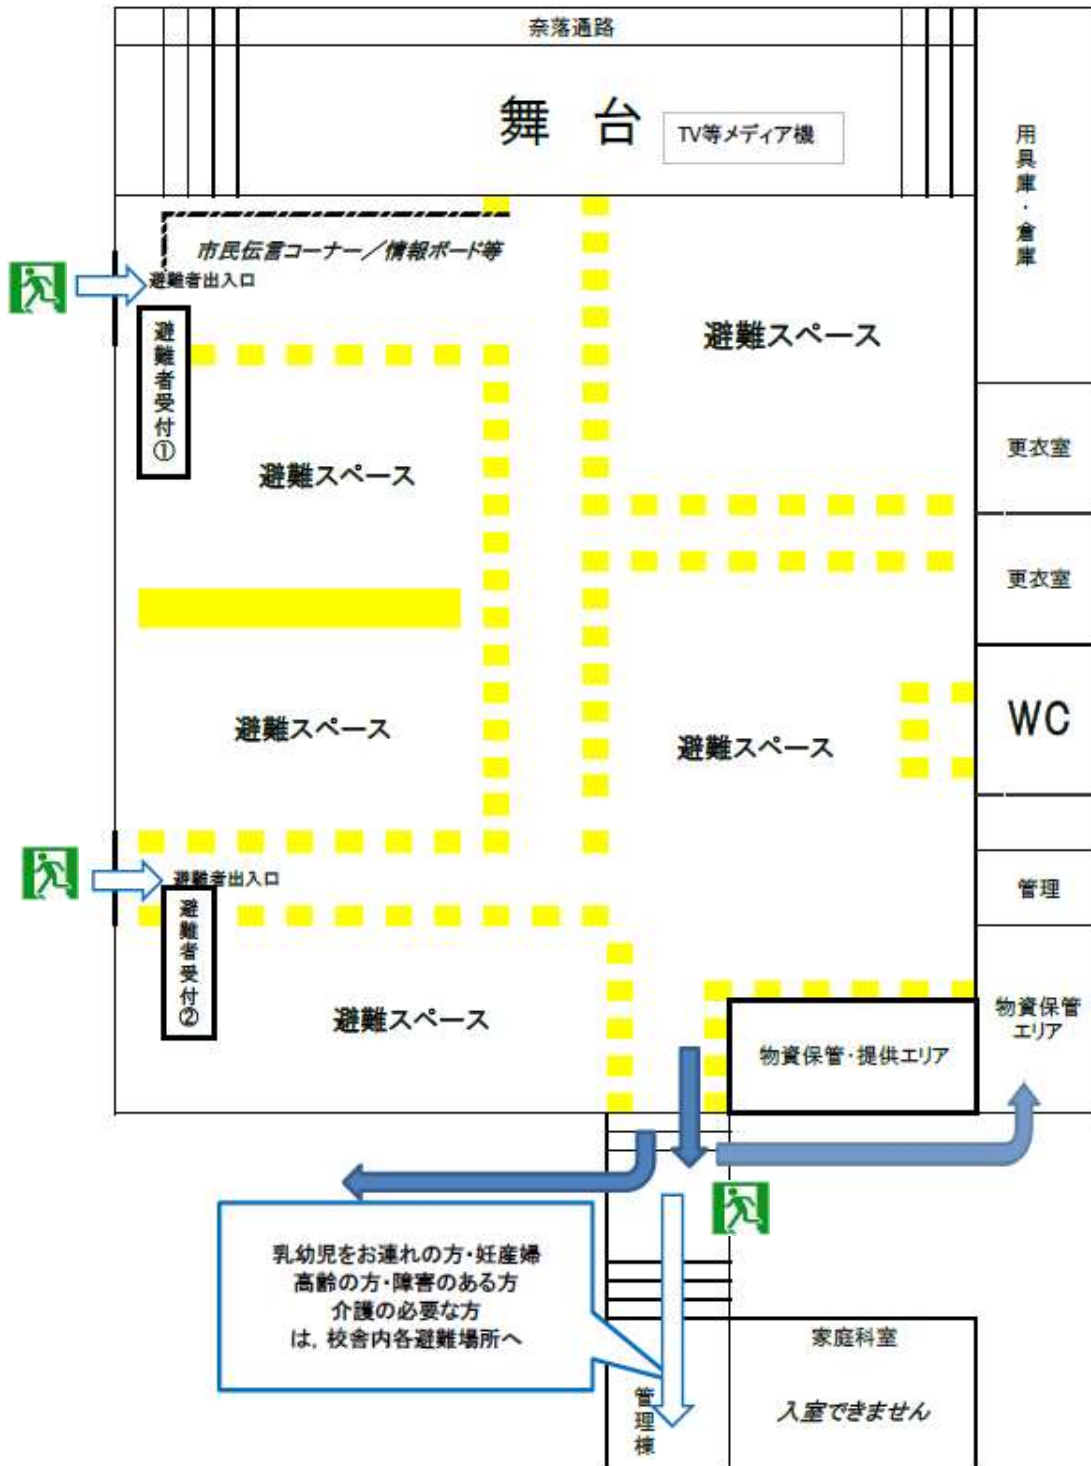 奈落通路
舞 台
TV等メディア機
用具庫・倉庫
市民伝言コーナー／情報ボード等
避難者出入口
避難者受付①
避難スペース
更衣室
避難スペース
更衣室
WC
避難スペース
避難スペース
避難者出入口
管理
避難者受付②
避難スペース
物資保管
エリア
物資保管・提供エリア
乳幼児をお連れの方・妊産婦
高齢の方・障害のある方
介護の必要な方
は，校舎内各避難場所へ
家庭科室
管理棟
入室できません